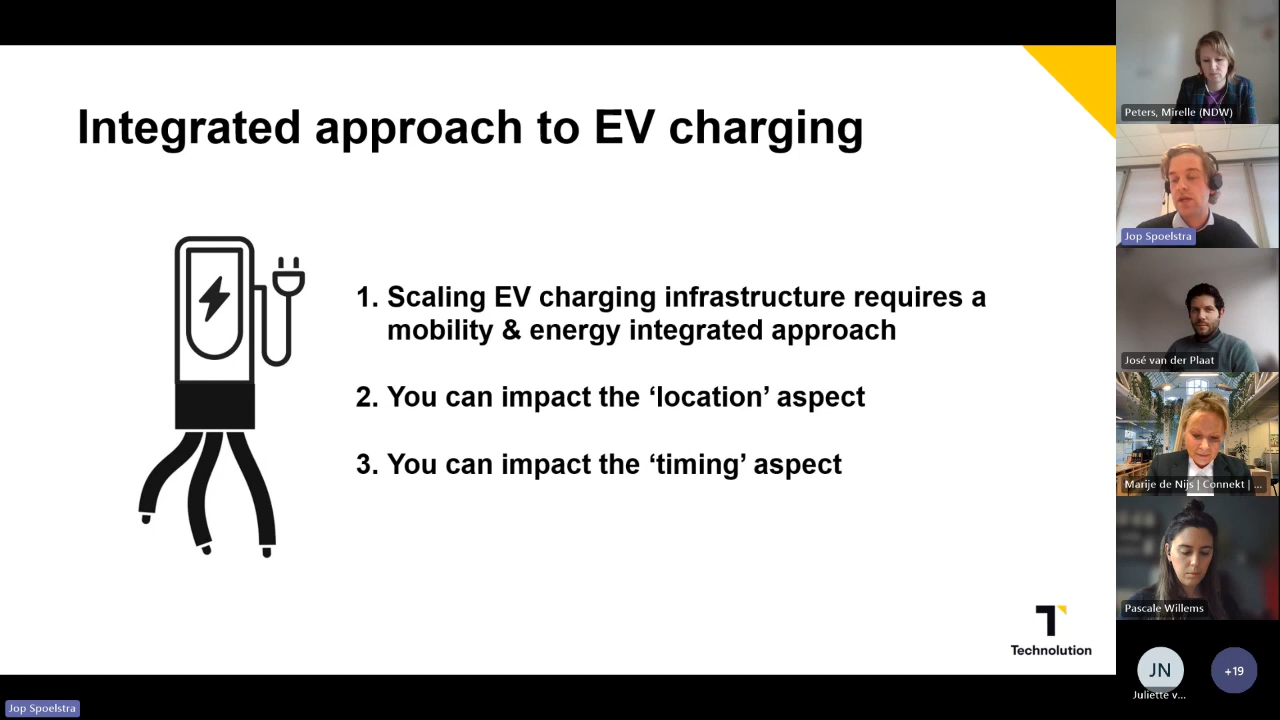 Integrated approach to EV charging
1. Scaling EV charging infrastructure requires a
mobility & energy integrated approach
2. You can impact the ‘location’ aspect
3. You can impact the ‘timing’ aspect
Technolution
Jop Spoelstra
Peters, Mirelle (NDW)
Jop Spoelstra
José van der Plaat
Marije de Nijs | Connekt | ...
Pascale Willems
JN
Juliette v...
+19